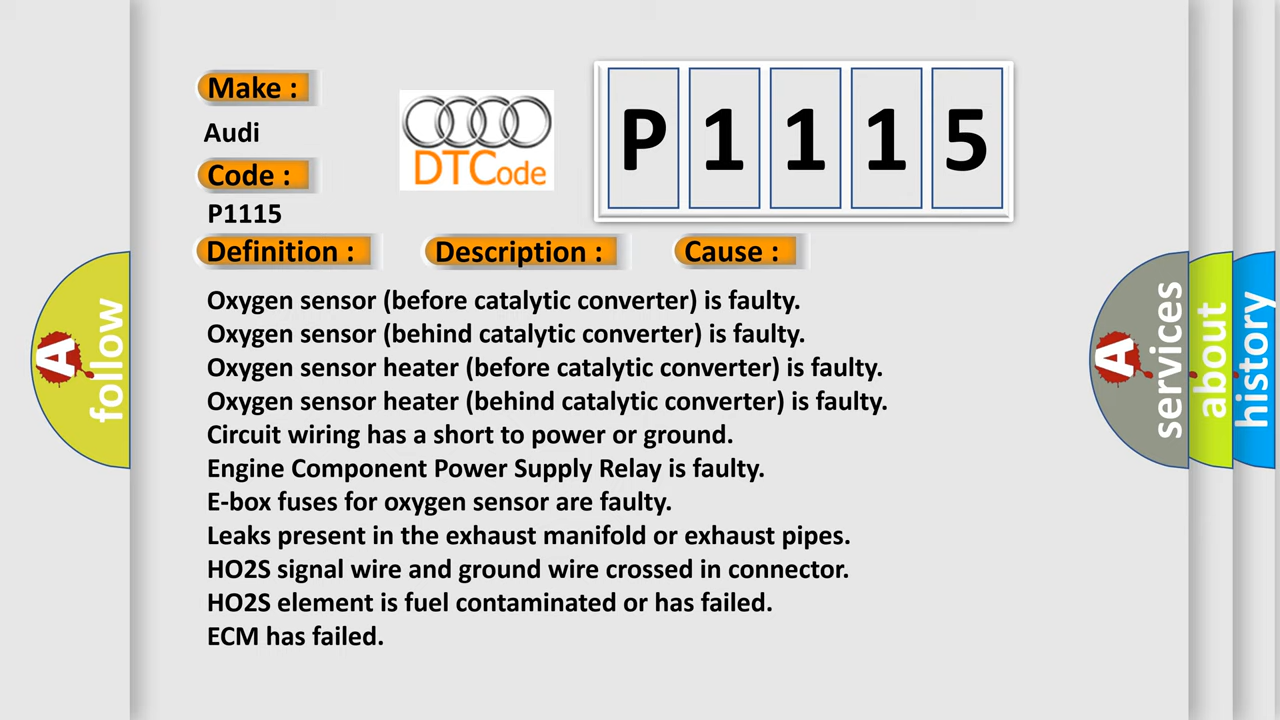 Make :
Audi
Code :
P1115
DTCode
P 1 1 1 5
Definition :
Description :
Cause :
Oxygen sensor (before catalytic converter) is faulty.
Oxygen sensor (behind catalytic converter) is faulty.
Oxygen sensor heater (before catalytic converter) is faulty.
Oxygen sensor heater (behind catalytic converter) is faulty.
Circuit wiring has a short to power or ground.
Engine Component Power Supply Relay is faulty.
E-box fuses for oxygen sensor are faulty.
Leaks present in the exhaust manifold or exhaust pipes.
HO2S signal wire and ground wire crossed in connector.
HO2S element is fuel contaminated or has failed.
ECM has failed.
A
follow
A
services
about
history